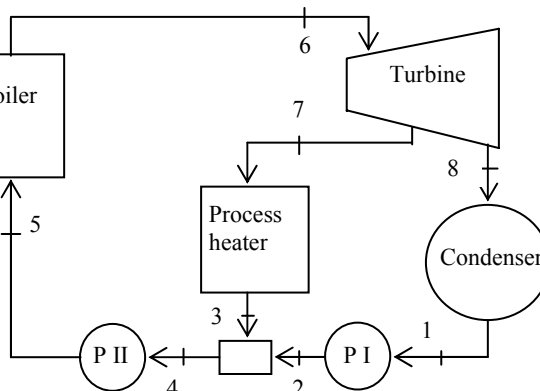 6
Turbine
oiler
7
8
Process
heater
5
Condenser
3
1
P II
P I
4
2